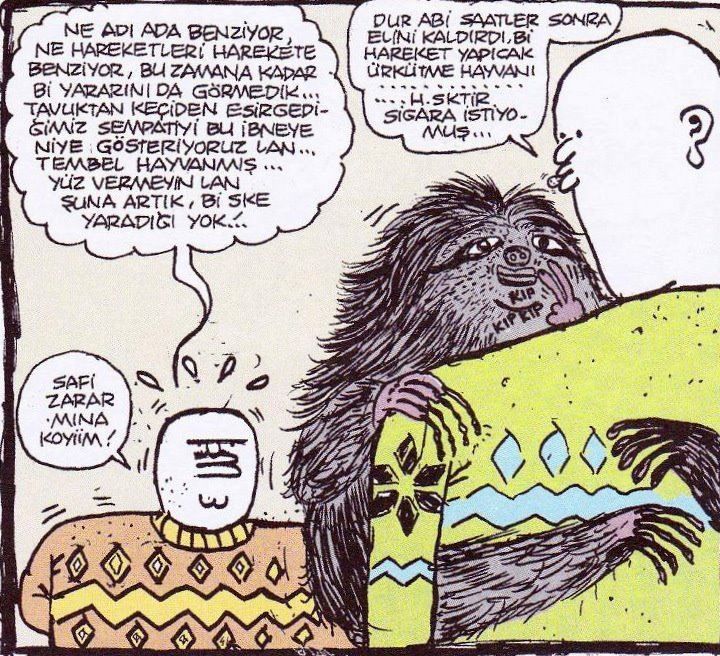 NE ADI ADA BENZİYOR,
NE HAREKETLERİ HAREKETE
BENZİYOR, BU ZAMANA KADAR
Bİ YARARINI DA GÖRMEDİK...
TAVUKTAN KEÇİDEN ESİRGEDİ-
ĞİMİZ SEMPATİYİ BU İBNEYE
NİYE GÖSTERİYORUZ LAN...
TEMBEL HAYVANMIŞ...
YÜZ VERMEYİN LAN
ŞUNA ARTIK, Bİ SKE
YARADIĞI YOK!..
DUR ABİ SAATLER SONRA
ELİNİ KALDIRDI. Bİ
HAREKET YAPICAK
ÜRKÜTME HAYVANI
..................
....H.SKTİR
SİGARA İSTİYO-
MUŞ...
KIP
KIP KIP
SAFİ
ZARAR
.MINA
KOYİİM!